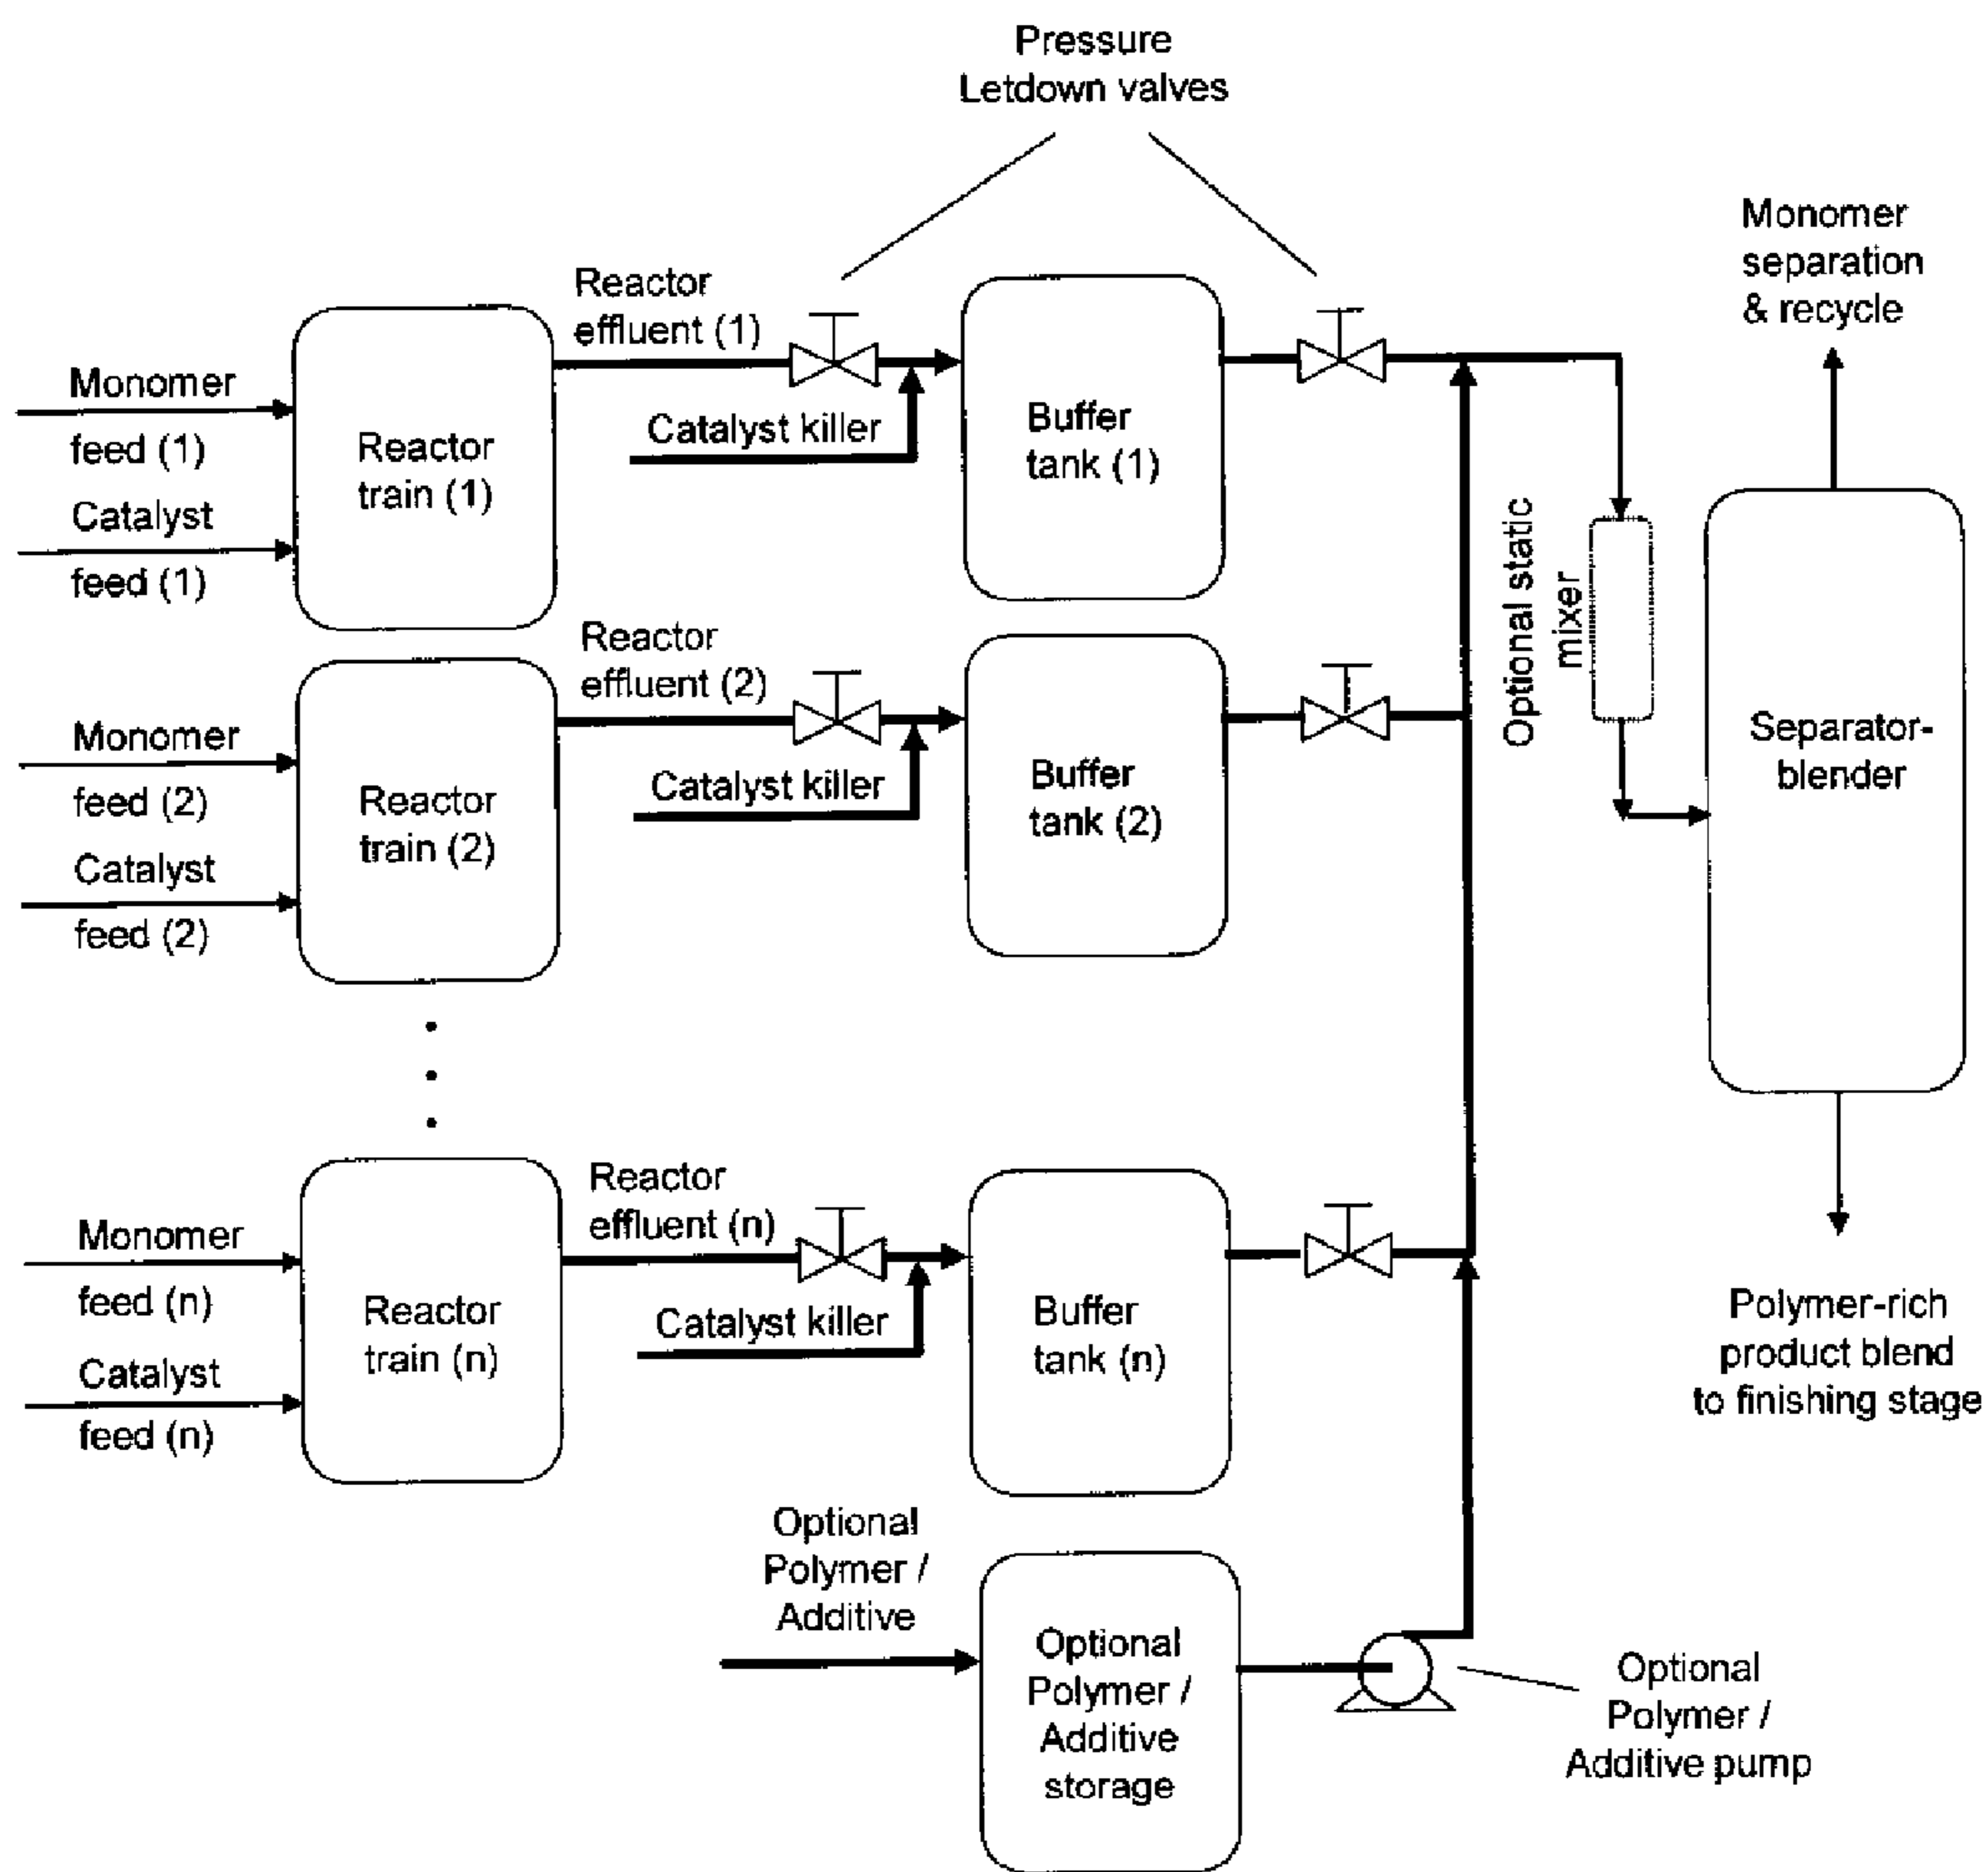 Pressure
Letdown valves
Monomer
separation
& recycle
Reactor
effluent (1)
Monomer
feed (1)
Catalyst
feed (1)
Reactor
train (1)
Catalyst killer
Buffer
tank (1)
Optional static
mixer
Reactor
effluent (2)
Monomer
feed (2)
Catalyst
feed (2)
Reactor
train (2)
Catalyst killer
Buffer
tank (2)
Separator-
blender
Reactor
effluent (n)
Monomer
feed (n)
Catalyst
feed (n)
Reactor
train (n)
Catalyst killer
Buffer
tank (n)
Polymer-rich
product blend
to finishing stage
Optional
Polymer /
Additive
Optional
Polymer /
Additive
storage
Optional
Polymer /
Additive pump